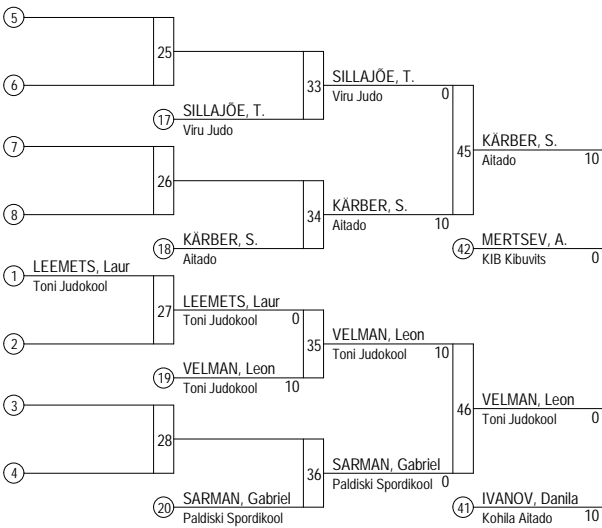 5
25
6
33
SILLAJÕE, T.
Viru Judo
0
17
SILLAJÕE, T.
Viru Judo
45
KÄRBER, S.
Aitado
10
7
26
8
34
KÄRBER, S.
Aitado
10
18
KÄRBER, S.
Aitado
42
MERTSEV, A.
KIB Kibuvits
0
1
LEEMETS, Laur
Toni Judokool
27
LEEMETS, Laur
Toni Judokool
0
2
35
VELMAN, Leon
Toni Judokool
10
19
VELMAN, Leon
Toni Judokool
10
46
VELMAN, Leon
Toni Judokool
0
3
28
4
36
SARMAN, Gabriel
Paldiski Spordikool
0
20
SARMAN, Gabriel
Paldiski Spordikool
41
IVANOV, Danila
Kohila Aitado
10